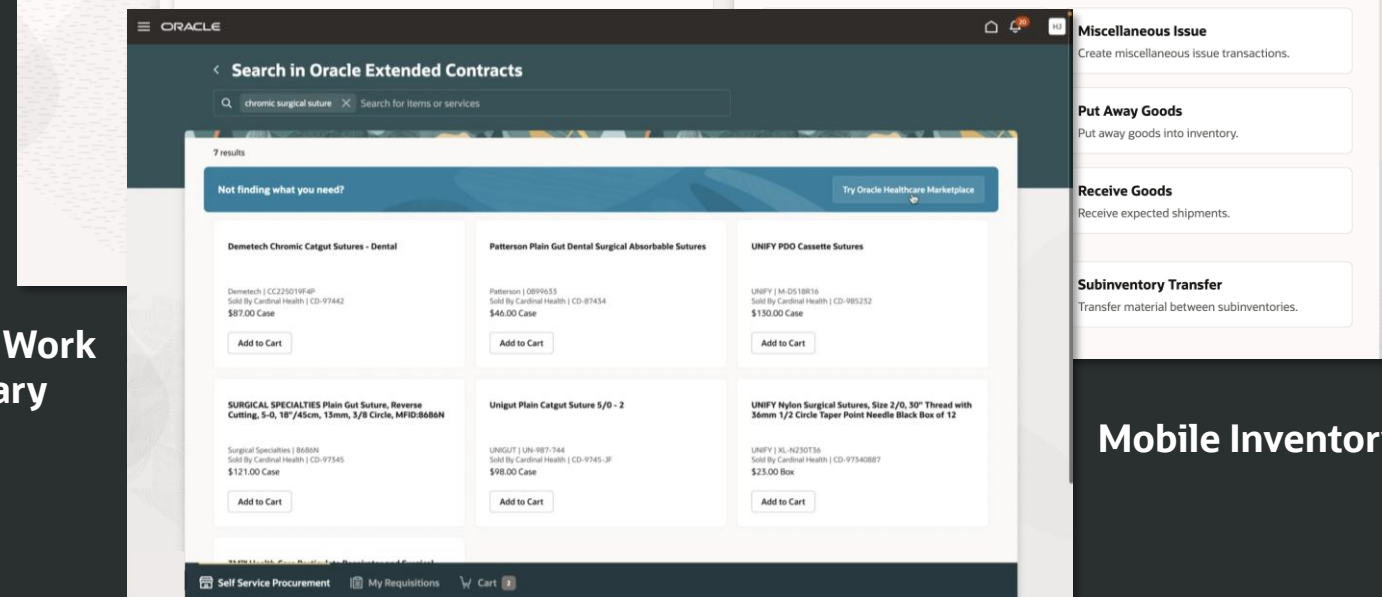 ORACLE
20
HJ
Search in Oracle Extended Contracts
chromic surgical suture Search for items or services
7 results
Not finding what you need?
Try Oracle Healthcare Marketplace
Demetech Chromic Catgut Sutures - Dental
Demetech | CC225019F4P
Sold By Cardinal Health | CD-97442
$87.00 Case
Add to Cart
Patterson Plain Gut Dental Surgical Absorbable Sutures
Patterson | 0899633
Sold By Cardinal Health | CD-87434
$46.00 Case
Add to Cart
UNIFY PDO Cassette Sutures
UNIFY | M-DS18R16
Sold By Cardinal Health | CD-985232
$130.00 Case
Add to Cart
SURGICAL SPECIALTIES Plain Gut Suture, Reverse
Cutting, 5-0, 18"/45cm, 13mm, 3/8 Circle, MFID:8686N
Surgical Specialties | 8686N
Sold By Cardinal Health | CD-97345
$121.00 Case
Add to Cart
Unigut Plain Catgut Suture 5/0 - 2
UNIGUT | UN-987-744
Sold By Cardinal Health | CD-9745-JF
$98.00 Case
Add to Cart
UNIFY Nylon Surgical Sutures, Size 2/0, 30" Thread with
36mm 1/2 Circle Taper Point Needle Black Box of 12
UNIFY | XL-N230T36
Sold By Cardinal Health | CD-97340887
$23.00 Box
Add to Cart
Self Service Procurement
My Requisitions
Cart
Miscellaneous Issue
Create miscellaneous issue transactions.
Put Away Goods
Put away goods into inventory.
Receive Goods
Receive expected shipments.
Subinventory Transfer
Transfer material between subinventories.
Work
ary
Mobile Inventor